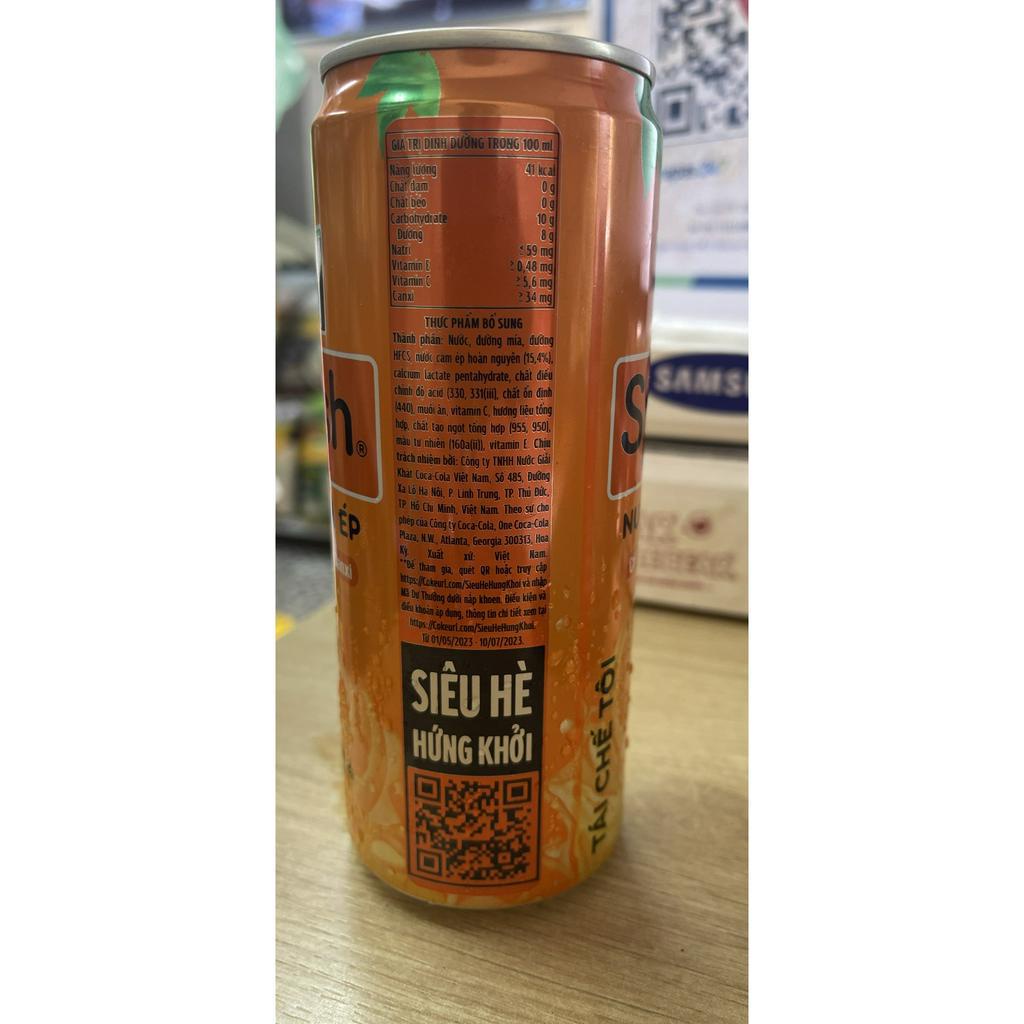 GIÁ TRỊ DINH DƯỠNG TRONG 100 ml
Năng lượng 41 kcal
Chất đạm 0 g
Chất béo 0 g
Carbohydrate 10 g
Đường 8 g
Natri ≤59 mg
Vitamin E ≥0,48 mg
Vitamin C ≥5,6 mg
Canxi ≥34 mg
THỰC PHẨM BỔ SUNG
Thành phần: Nước, đường mía, đường
HFCS, nước cam ép hoàn nguyên (15,4%),
calcium lactate pentahydrate, chất điều
chỉnh độ acid (330, 331(iii), chất ổn định
(440), muối ăn, vitamin C, hương liệu tổng
hợp, chất tạo ngọt tổng hợp (955, 950),
màu tự nhiên (160a(ii)), vitamin E. Chịu
trách nhiệm bởi: Công ty TNHH Nước Giải
Khát Coca-Cola Việt Nam, Số 485, Đường
Xa Lộ Hà Nội, P. Linh Trung, TP. Thủ Đức,
TP. Hồ Chí Minh, Việt Nam. Theo sự cho
phép của Công ty Coca-Cola, One Coca-Cola
Plaza, N.W., Atlanta, Georgia 300313, Hoa
Kỳ. Xuất xứ: Việt Nam.
**Để tham gia, quét QR hoặc truy cập
https://Cokeurl.com/SieuHeHungKhoi và nhập
Mã Dự Thưởng dưới nắp khoen. Điều kiện và
điều khoản áp dụng, thông tin chi tiết xem tại
https://Cokeurl.com/SieuHeHungKhoi.
Từ 01/05/2023 - 10/07/2023.
SIÊU HÈ
HỨNG KHỞI
h®
ÉP
S
NƯ
TÁI CHẾ TÔI
SAMS